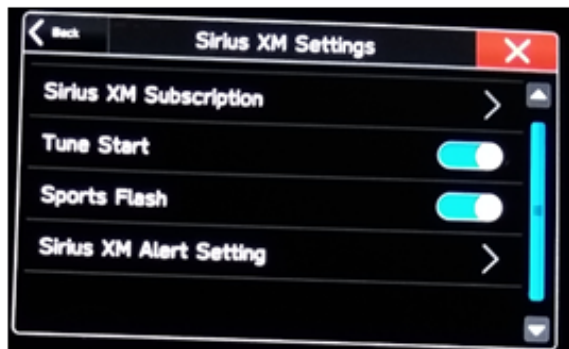 Back
Sirius XM Settings
Sirius XM Subscription
Tune Start
Sports Flash
Sirius XM Alert Setting